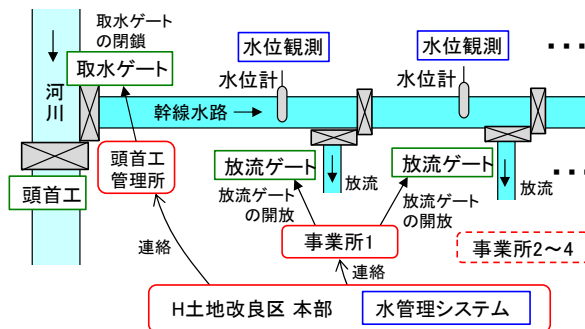 取水ゲート
の閉鎖
取水ゲート
河川
頭首工
水位観測
水位計
水位観測
水位計
･･･
幹線水路
頭首工
管理所
放流ゲート
放流
放流ゲート
の開放
放流ゲート
放流
放流ゲート
の開放
･･･
事業所1
事業所2～4
連絡
連絡
H土地改良区 本部
水管理システム